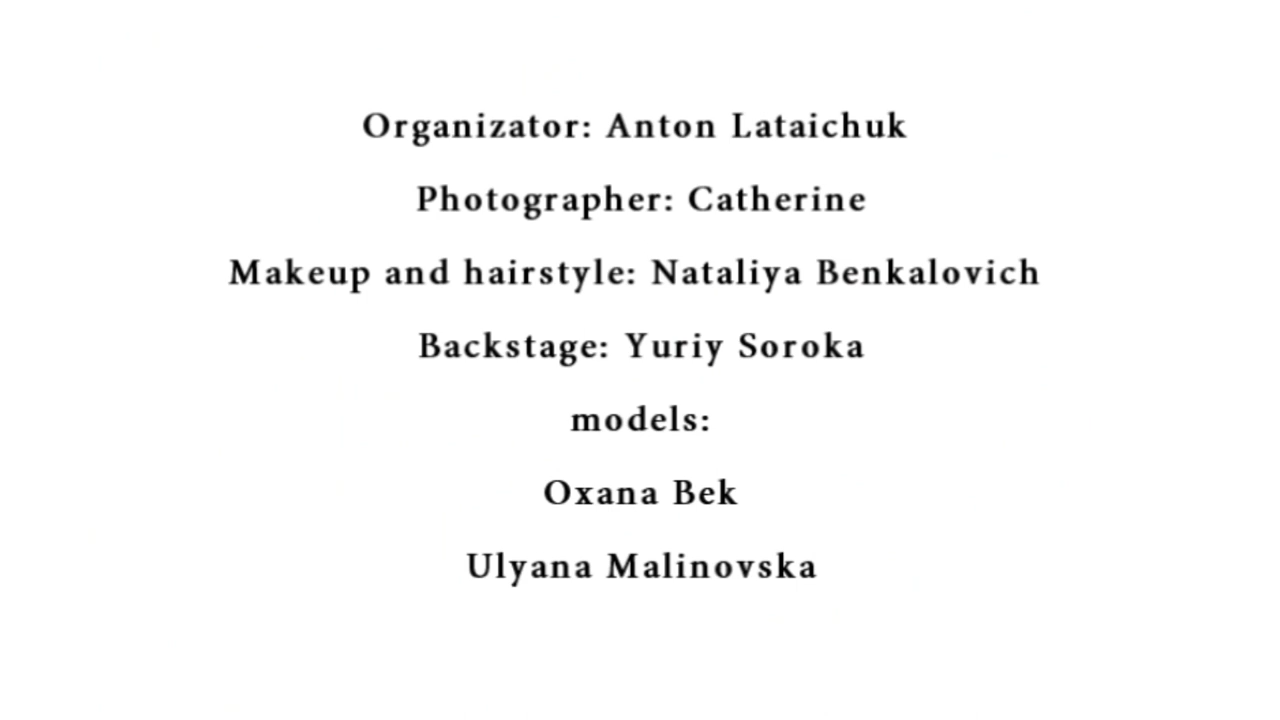 Organizator: Anton Lataichuk
Photographer: Catherine
Makeup and hairstyle: Nataliya Benkalovich
Backstage: Yuriy Soroka
models:
Oxana Bek
Ulyana Malinovska